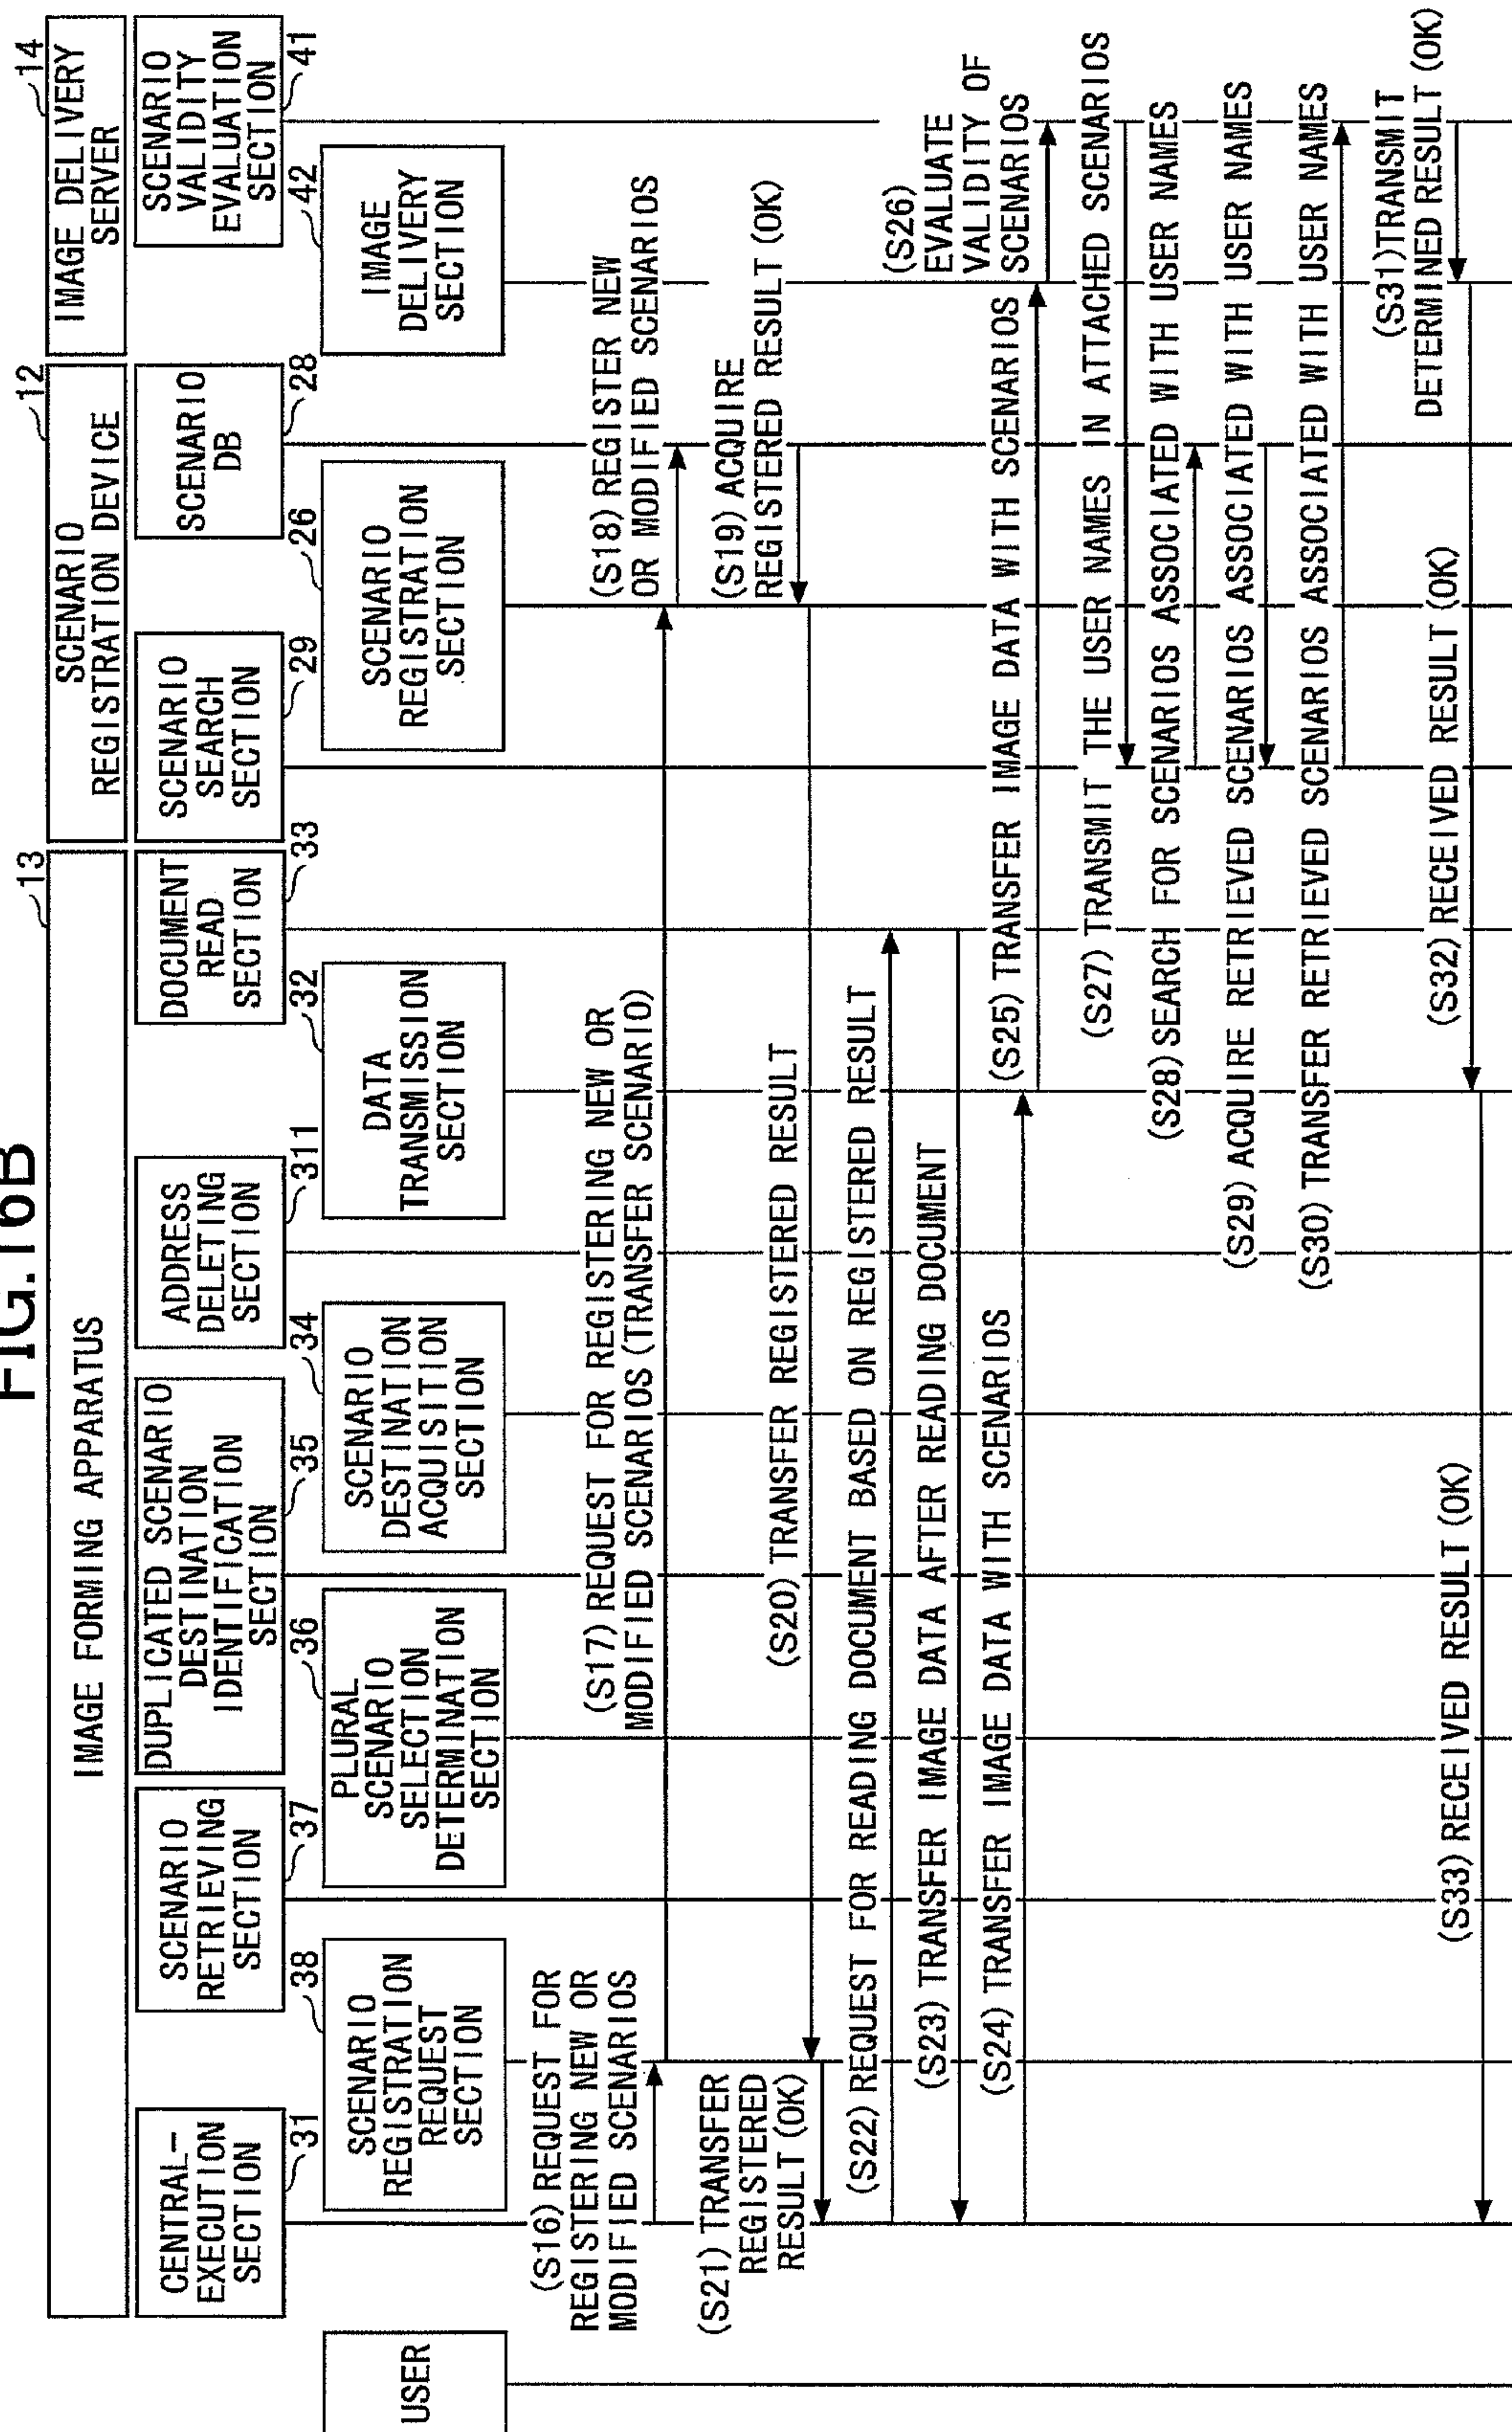 FIG.16B
13
IMAGE FORMING APPARATUS
12
SCENARIO
REGISTRATION DEVICE
14
IMAGE DELIVERY
SERVER
USER
CENTRAL-
EXECUTION
SECTION
31
SCENARIO
REGISTRATION
REQUEST
SECTION
38
SCENARIO
RETRIEVING
SECTION
37
PLURAL
SCENARIO
SELECTION
DETERMINATION
SECTION
36
DUPLICATED SCENARIO
DESTINATION
IDENTIFICATION
SECTION
35
SCENARIO
DESTINATION
ACQUISITION
SECTION
34
ADDRESS
DELETING
SECTION
311
DATA
TRANSMISSION
SECTION
32
DOCUMENT
READ
SECTION
33
SCENARIO
SEARCH
SECTION
29
SCENARIO
REGISTRATION
SECTION
26
SCENARIO
DB
28
IMAGE
DELIVERY
SECTION
42
SCENARIO
VALIDITY
EVALUATION
SECTION
41
(S16) REQUEST FOR
REGISTERING NEW OR
MODIFIED SCENARIOS
(S17) REQUEST FOR REGISTER NEW OR
MODIFIED SCENARIOS (TRANSFER SCENARIO)
(S18) REGISTER NEW
OR MODIFIED SCENARIOS
(S19) ACQUIRE
REGISTERED RESULT (OK)
(S20) TRANSFER REGISTERED RESULT
(S21) TRANSFER
REGISTERED
RESULT (OK)
(S22) REQUEST FOR READING DOCUMENT BASED ON REGISTERED RESULT
(S23) TRANSFER IMAGE DATA AFTER READING DOCUMENT
(S24) TRANSFER IMAGE DATA WITH SCENARIOS
(S25) TRANSFER IMAGE DATA WITH SCENARIOS
(S26)
EVALUATE
VALIDITY OF
SCENARIOS
(S27) TRANSMIT THE USER NAMES IN ATTACHED SCENARIOS
(S28) SEARCH FOR SCENARIOS ASSOCIATED WITH USER NAMES
(S29) ACQUIRE RETRIEVED SCENARIOS ASSOCIATED WITH USER NAMES
(S30) TRANSFER RETRIEVED SCENARIOS ASSOCIATED WITH USER NAMES
(S31)TRANSMIT
DETERMINED RESULT (OK)
(S32) RECEIVED RESULT (OK)
(S33) RECEIVED RESULT (OK)